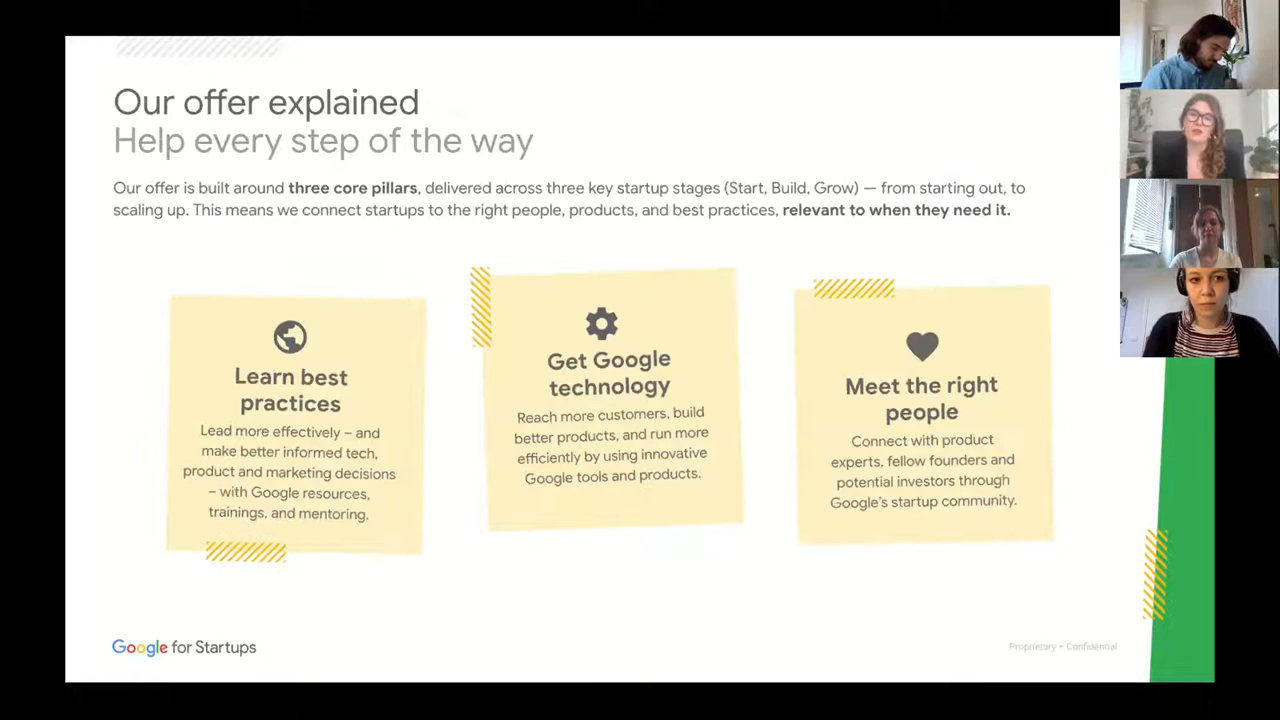 Our offer explained
Help every step of the way
Our offer is built around three core pillars, delivered across three key startup stages (Start, Build, Grow) — from starting out, to
scaling up. This means we connect startups to the right people, products, and best practices, relevant to when they need it.
Learn best
practices
Lead more effectively – and
make better informed tech,
product and marketing decisions
– with Google resources,
trainings, and mentoring.
Get Google
technology
Reach more customers, build
better products, and run more
efficiently by using innovative
Google tools and products.
Meet the right
people
Connect with product
experts, fellow founders and
potential investors through
Google's startup community.
Google for Startups
Proprietary + Confidential